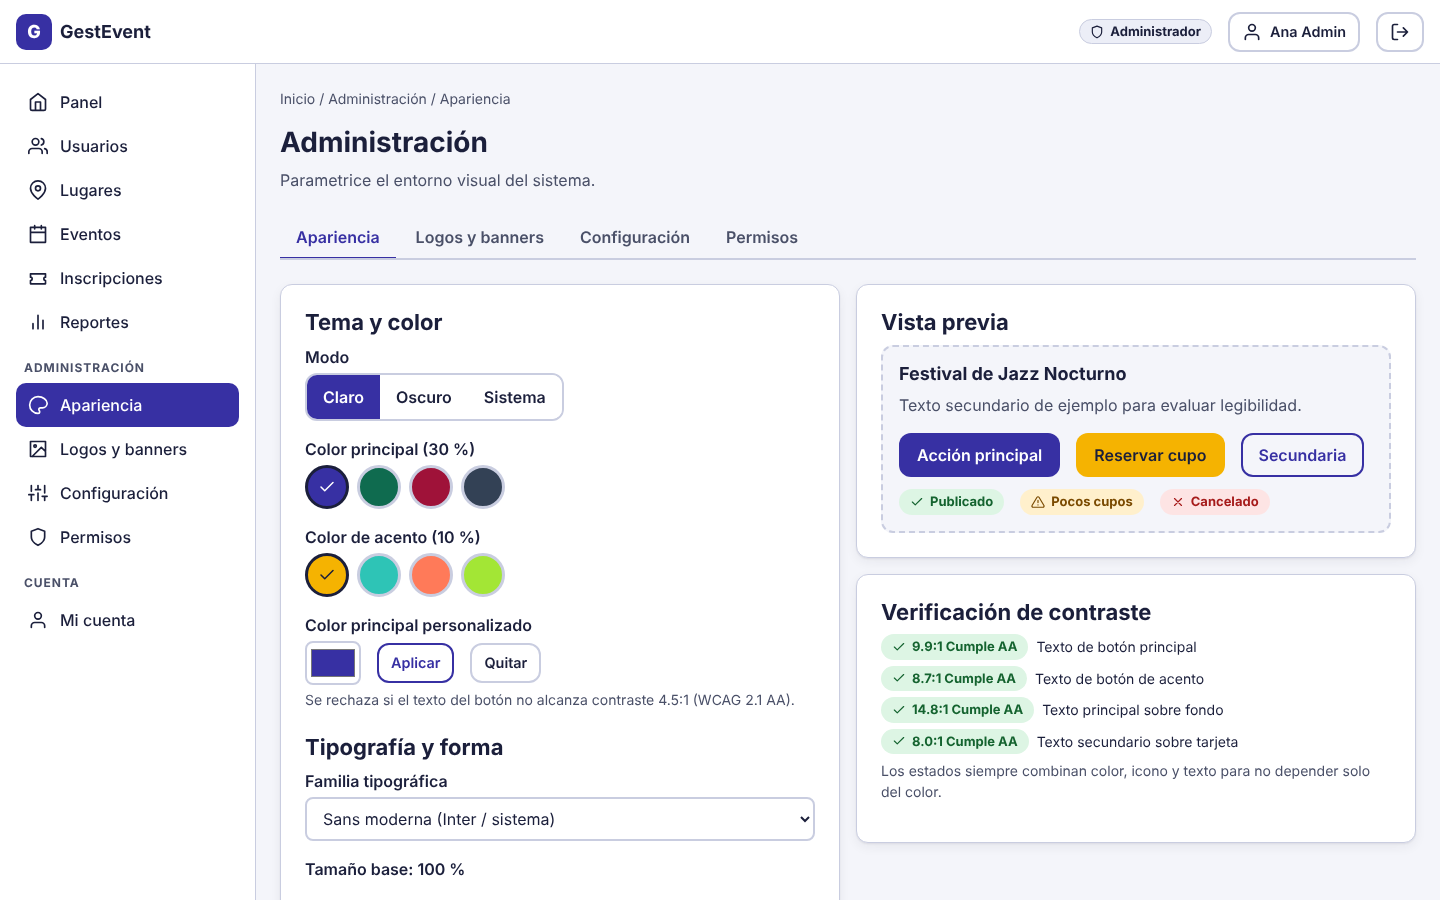 G GestEvent
Administrador
Ana Admin
Panel
Usuarios
Lugares
Eventos
Inscripciones
Reportes
ADMINISTRACIÓN
Apariencia
Logos y banners
Configuración
Permisos
CUENTA
Mi cuenta
Inicio / Administración / Apariencia
Administración
Parametrice el entorno visual del sistema.
Apariencia Logos y banners Configuración Permisos
Tema y color
Modo
Claro Oscuro Sistema
Color principal (30 %)
Color de acento (10 %)
Color principal personalizado
Aplicar Quitar
Se rechaza si el texto del botón no alcanza contraste 4.5:1 (WCAG 2.1 AA).
Tipografía y forma
Familia tipográfica
Sans moderna (Inter / sistema)
Tamaño base: 100 %
Vista previa
Festival de Jazz Nocturno
Texto secundario de ejemplo para evaluar legibilidad.
Acción principal Reservar cupo Secundaria
Publicado Pocos cupos Cancelado
Verificación de contraste
9.9:1 Cumple AA Texto de botón principal
8.7:1 Cumple AA Texto de botón de acento
14.8:1 Cumple AA Texto principal sobre fondo
8.0:1 Cumple AA Texto secundario sobre tarjeta
Los estados siempre combinan color, icono y texto para no depender solo
del color.